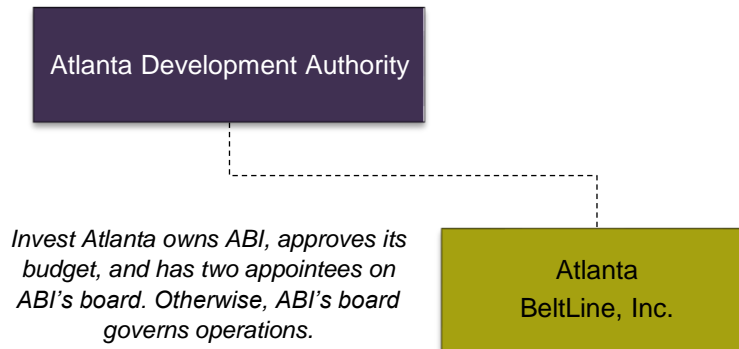 Atlanta Development Authority
Invest Atlanta owns ABI, approves its
budget, and has two appointees on
ABI’s board. Otherwise, ABI’s board
governs operations.
Atlanta
BeltLine, Inc.